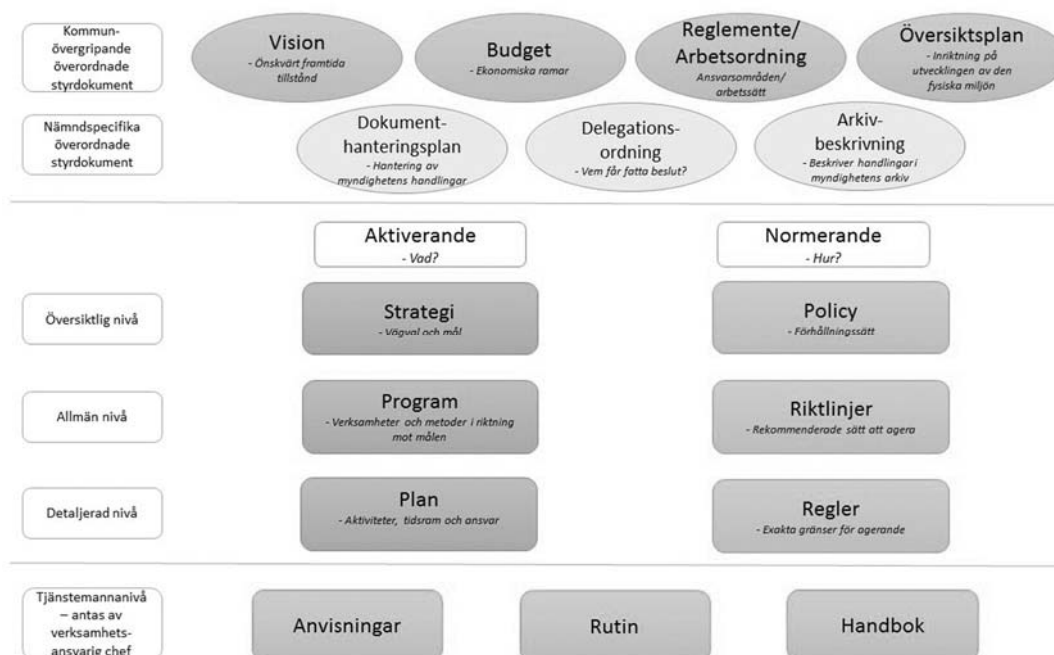 Kommun-
övergripande
överordnade
styrdokument
Vision
- Önskvärt framtida
tillstånd
Budget
- Ekonomiska ramar
Reglemente/
Arbetsordning
Ansvarsområden/
arbetssätt
Översiktsplan
- Inriktning på
utvecklingen av den
fysiska miljön
Nämndspecifika
överordnade
styrdokument
Dokument-
hanteringsplan
- Hantering av
myndighetens handlingar
Delegations-
ordning
- Vem får fatta beslut?
Arkiv-
beskrivning
- Beskriver handlingar i
myndighetens arkiv
Aktiverande
- Vad?
Normerande
- Hur?
Översiktlig nivå
Strategi
- Vägval och mål
Policy
- Förhållningssätt
Allmän nivå
Program
- Verksamheter och metoder i riktning
mot målen
Riktlinjer
- Rekommenderade sätt att agera
Detaljerad nivå
Plan
- Aktiviteter, tidsram och ansvar
Regler
- Exakta gränser för agerande
Tjänstemannanivå
– antas av
verksamhets-
ansvarig chef
Anvisningar
Rutin
Handbok